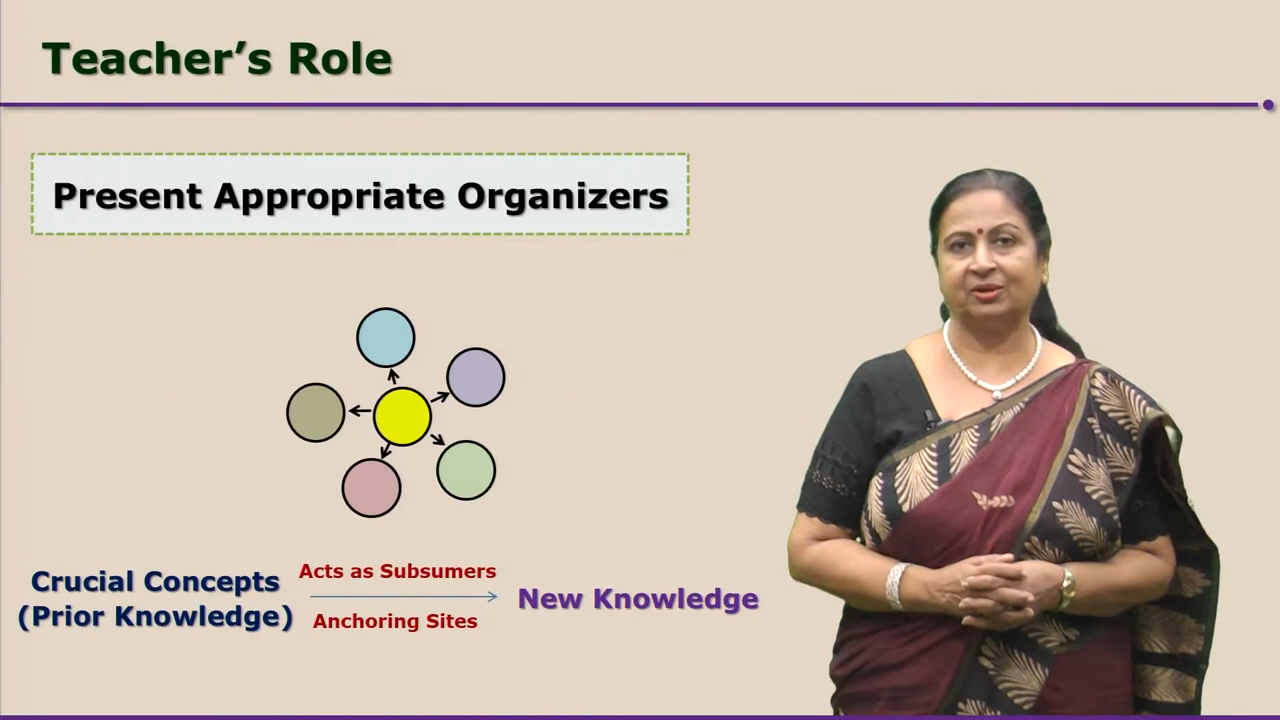 Teacher’s Role
Present Appropriate Organizers
Crucial Concepts
(Prior Knowledge)
Acts as Subsumers
Anchoring Sites
New Knowledge